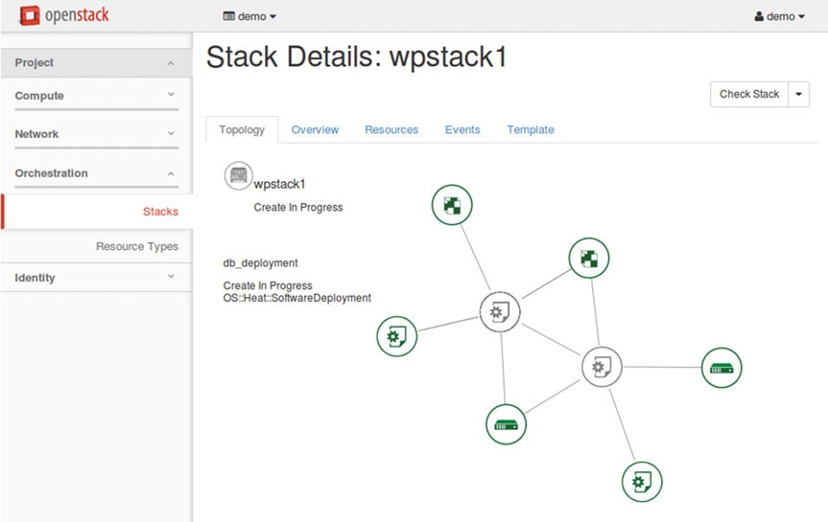 openstack
demo
demo
Project
Compute
Network
Orchestration
Stacks
Resource Types
Identity
Stack Details: wpstack1
Check Stack
Topology
Overview
Resources
Events
Template
wpstack1
Create In Progress
db_deployment
Create In Progress
OS::Heat::SoftwareDeployment